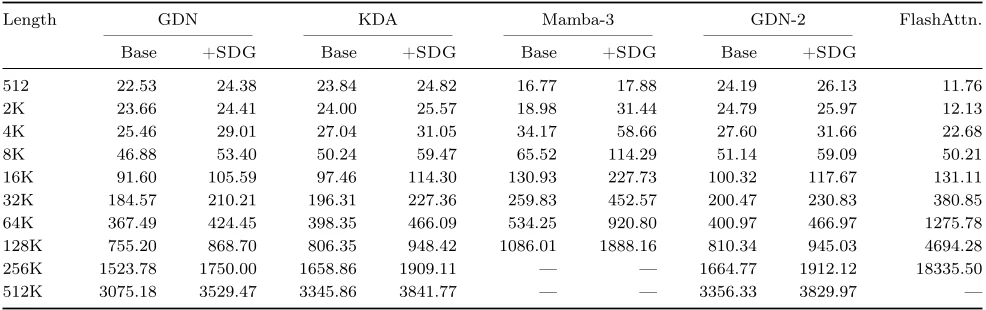 Length GDN KDA Mamba-3 GDN-2 FlashAttn.
Base +SDG Base +SDG Base +SDG Base +SDG
512 22.53 24.38 23.84 24.82 16.77 17.88 24.19 26.13 11.76
2K 23.66 24.41 24.00 25.57 18.98 31.44 24.79 25.97 12.13
4K 25.46 29.01 27.04 31.05 34.17 58.66 27.60 31.66 22.68
8K 46.88 53.40 50.24 59.47 65.52 114.29 51.14 59.09 50.21
16K 91.60 105.59 97.46 114.30 130.93 227.73 100.32 117.67 131.11
32K 184.57 210.21 196.31 227.36 259.83 452.57 200.47 230.83 380.85
64K 367.49 424.45 398.35 466.09 534.25 920.80 400.97 466.97 1275.78
128K 755.20 868.70 806.35 948.42 1086.01 1888.16 810.34 945.03 4694.28
256K 1523.78 1750.00 1658.86 1909.11 — — 1664.77 1912.12 18335.50
512K 3075.18 3529.47 3345.86 3841.77 — — 3356.33 3829.97 —